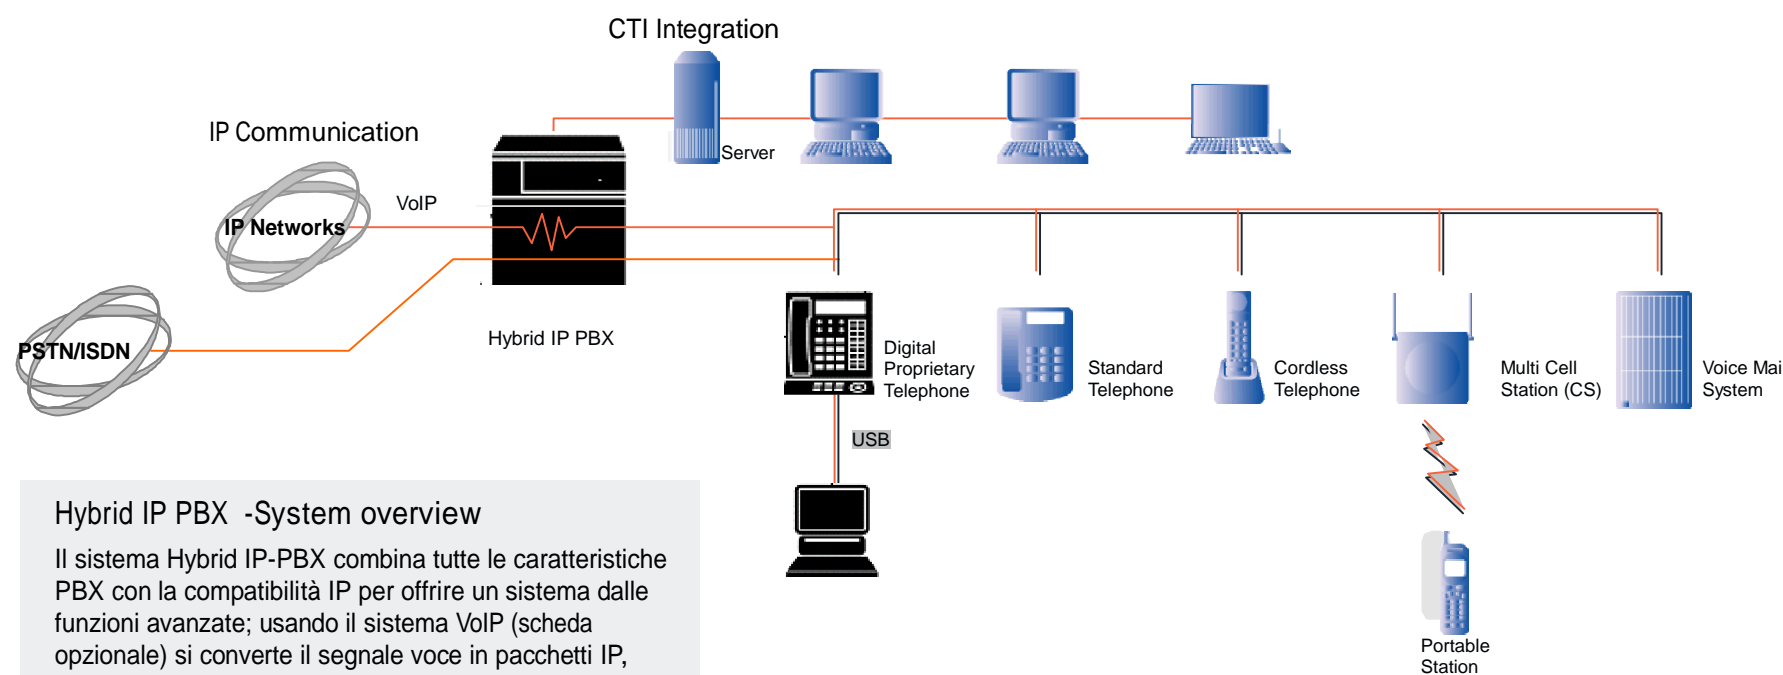 CTI Integration
IP Communication
Server
VoIP
IP Networks
PSTN/ISDN
Hybrid IP PBX
Digital
Proprietary
Telephone
Standard
Telephone
Cordless
Telephone
Multi Cell
Station (CS)
Voice Mai
System
USB
Portable
Station
Hybrid IP PBX -System overview
Il sistema Hybrid IP-PBX combina tutte le caratteristiche
PBX con la compatibilità IP per offrire un sistema dalle
funzioni avanzate; usando il sistema VoIP (scheda
opzionale) si converte il segnale voce in pacchetti IP,